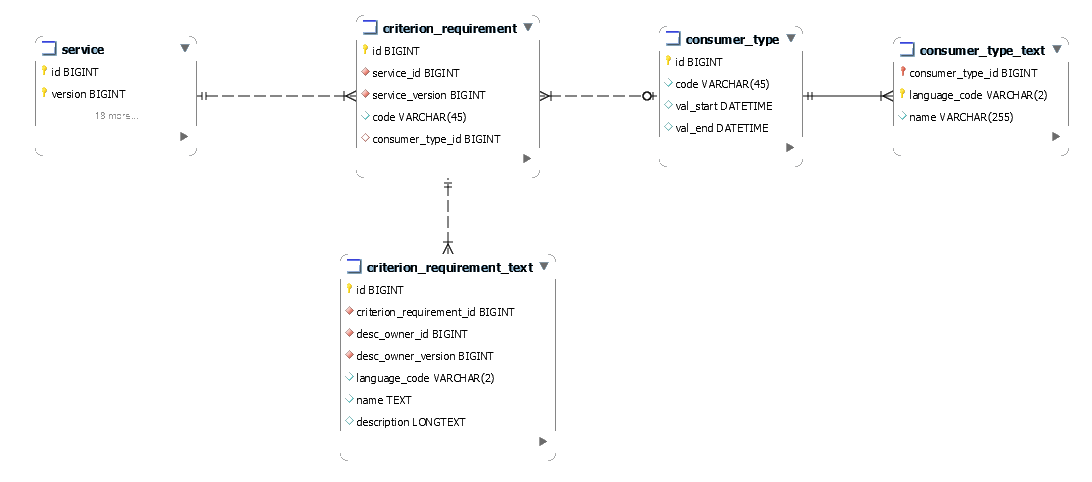 service
id BIGINT
version BIGINT
18 more...
criterion_requirement
id BIGINT
service_id BIGINT
service_version BIGINT
code VARCHAR(45)
consumer_type_id BIGINT
consumer_type
id BIGINT
code VARCHAR(45)
val_start DATETIME
val_end DATETIME
consumer_type_text
consumer_type_id BIGINT
language_code VARCHAR(2)
name VARCHAR(255)
criterion_requirement_text
id BIGINT
criterion_requirement_id BIGINT
desc_owner_id BIGINT
desc_owner_version BIGINT
language_code VARCHAR(2)
name TEXT
description LONGTEXT